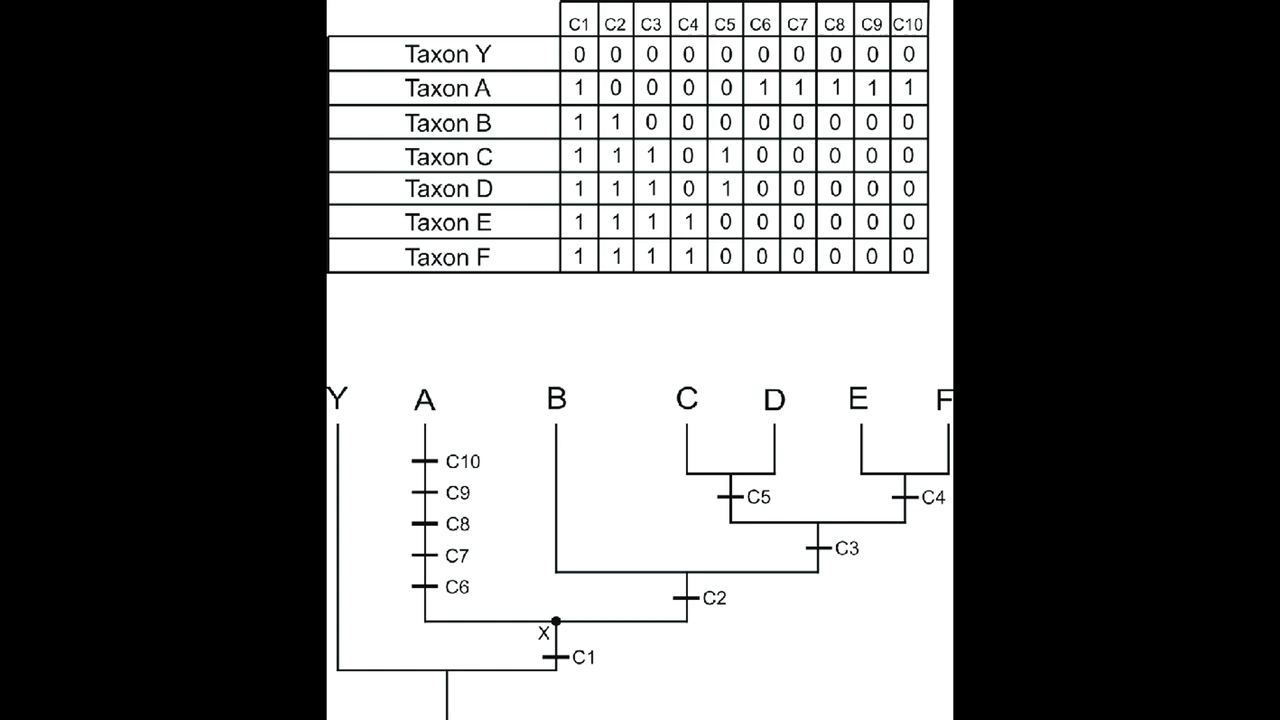 C1 C2 C3 C4 C5 C6 C7 C8 C9 C10
Taxon Y 0 0 0 0 0 0 0 0 0 0
Taxon A 1 0 0 0 0 1 1 1 1 1
Taxon B 1 1 0 0 0 0 0 0 0 0
Taxon C 1 1 1 0 1 0 0 0 0 0
Taxon D 1 1 1 0 1 0 0 0 0 0
Taxon E 1 1 1 1 0 0 0 0 0 0
Taxon F 1 1 1 1 0 0 0 0 0 0
Y A B C D E F
C10
C9
C5 C4
C8
C3
C7
C6
C2
X
C1